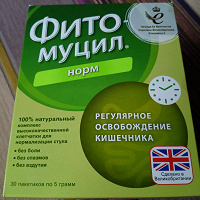 Фито
муцил®
норм
100% натуральный
комплекс
высококачественной
клетчатки для
нормализации стула
• без боли
• без спазмов
• без вздутия
30 пакетиков по 5 грамм
РЕГУЛЯРНОЕ
ОСВОБОЖДЕНИЕ
КИШЕЧНИКА
Сделано в
Великобритании